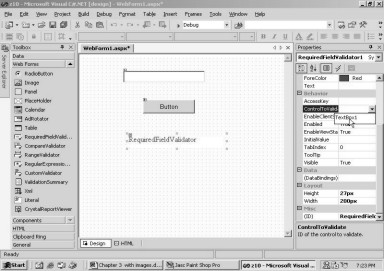 z10 - Microsoft Visual C#.NET [design] - WebForm1.aspx*
File Edit View Project Build Debug Format Table Insert Frames Tools Window Help
Debug
Toolbox
Data
Web Forms
RadioButton
Image
Panel
PlaceHolder
Calendar
AdRotator
Table
RequiredFieldValid...
CompareValidator
RangeValidator
RegularExpressio...
CustomValidator
ValidationSummary
Xml
Literal
CrystalReportViewer
Components
HTML
Clipboard Ring
General
Server Explorer
WebForm1.aspx*
Button
RequiredFieldValidator
Design HTML
Properties
RequiredFieldValidator1 Sy
ForeColor Red
Text
Behavior
AccessKey
ControlToValid
EnableClient TextBox1
Enabled True
EnableViewSta True
InitialValue
TabIndex 0
ToolTip
Visible True
Data
(DataBindings)
Layout
Height 27px
Width 200px
Misc
(ID) RequiredField
ControlToValidate
ID of the control to validate.
Ready
Start
Chapter 3- with images.d...
Jasc Paint Shop Pro
z10 - Microsoft Visual ...
7:23 PM